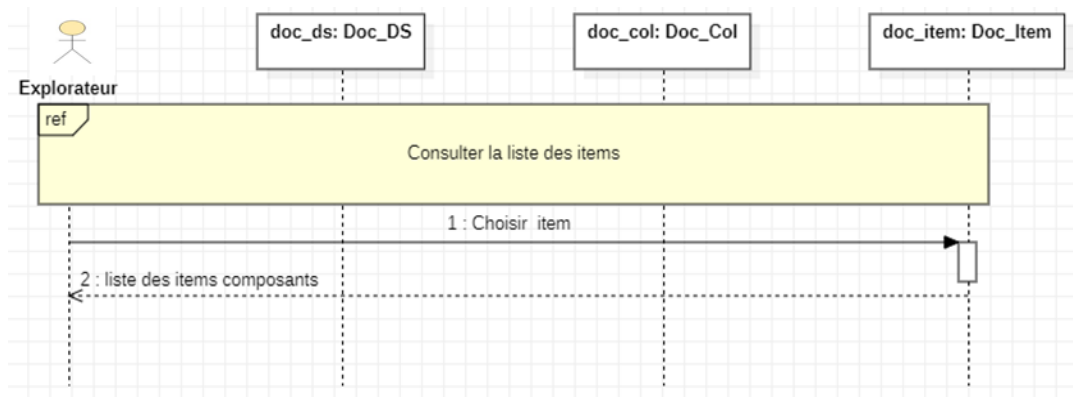 doc_ds: Doc_DS
doc_col: Doc_Col
doc_item: Doc_Item
Explorateur
ref
Consulter la liste des items
1 : Choisir item
2 : liste des items composants